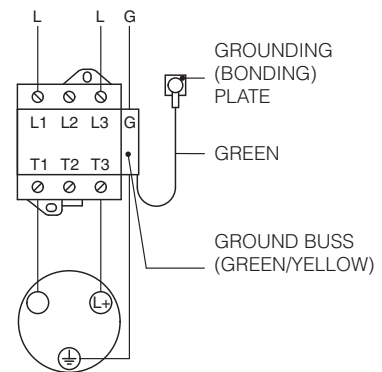 L L G
GROUNDING
(BONDING)
PLATE
L1 L2 L3 G
T1 T2 T3
GREEN
GROUND BUSS
(GREEN/YELLOW)
L+